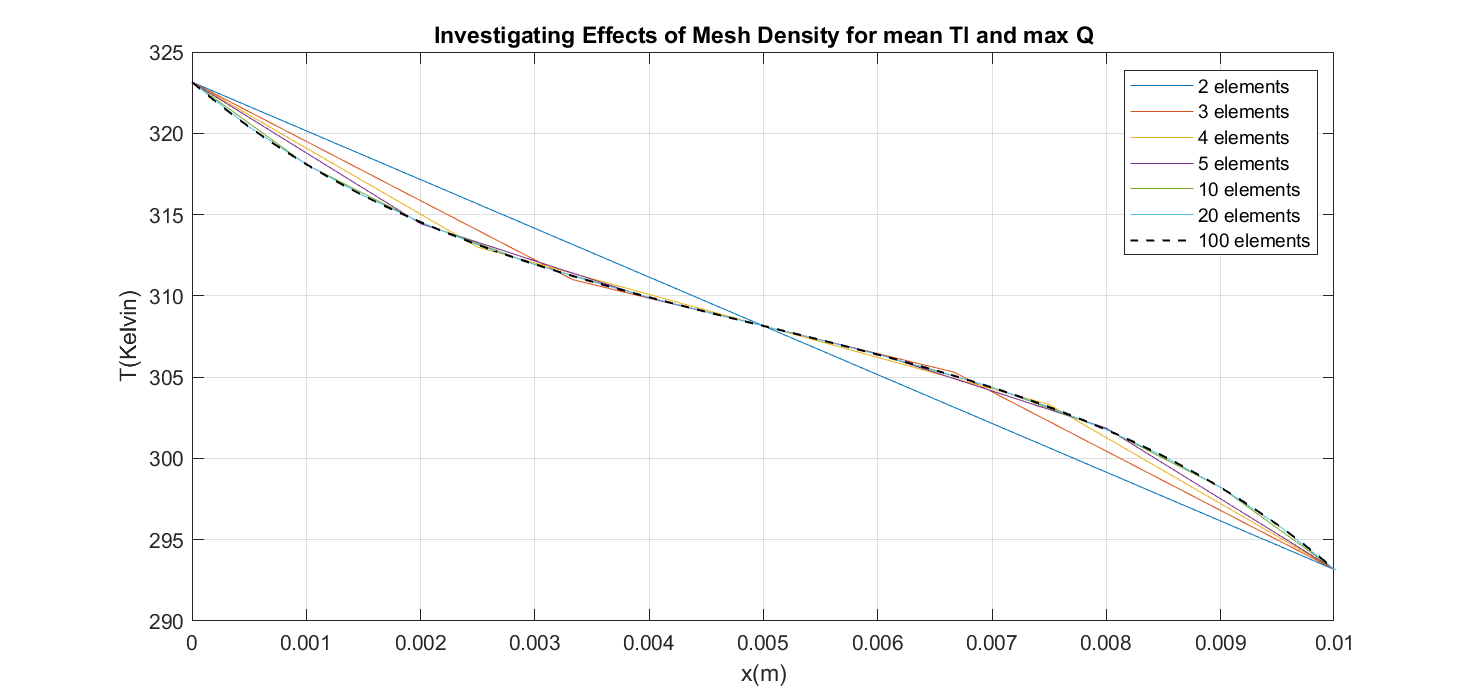 Investigating Effects of Mesh Density for mean Tl and max Q
325
320
315
310
305
300
295
290
T(Kelvin)
2 elements
3 elements
4 elements
5 elements
10 elements
20 elements
100 elements
0 0.001 0.002 0.003 0.004 0.005 0.006 0.007 0.008 0.009 0.01
x(m)